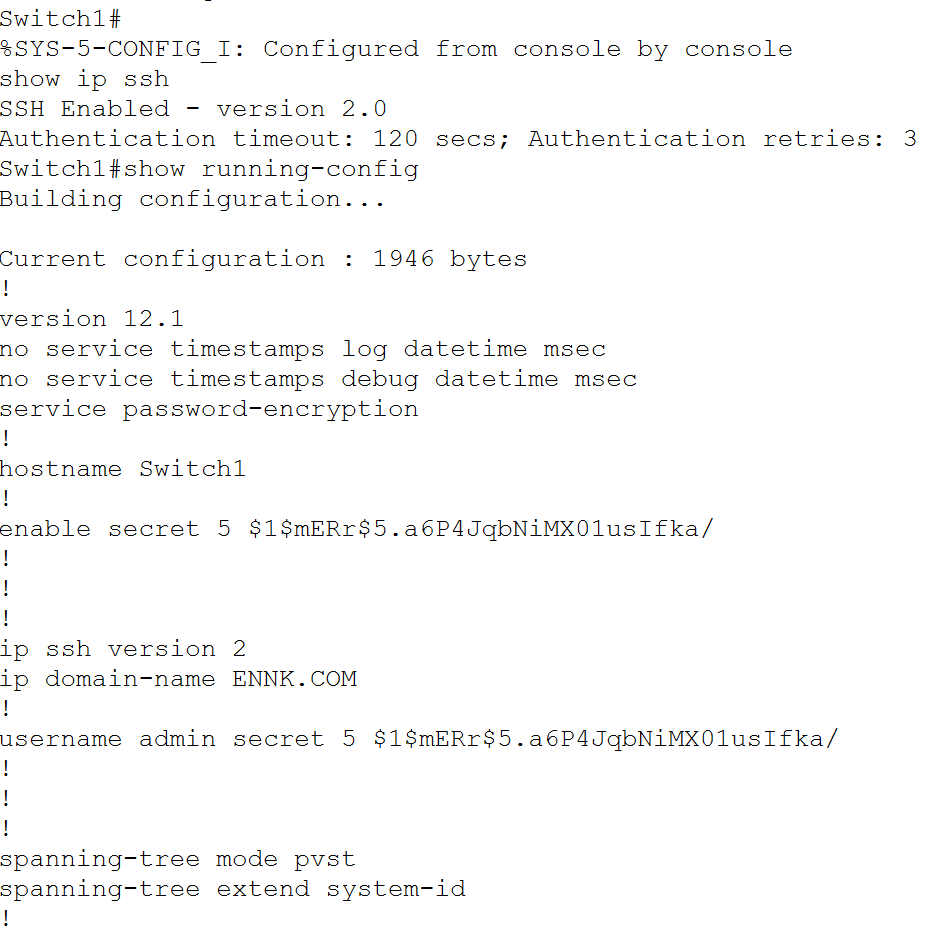 Switch1#
%SYS-5-CONFIG_I: Configured from console by console
show ip ssh
SSH Enabled - version 2.0
Authentication timeout: 120 secs; Authentication retries: 3
Switch1#show running-config
Building configuration...

Current configuration : 1946 bytes
!
version 12.1
no service timestamps log datetime msec
no service timestamps debug datetime msec
service password-encryption
!
hostname Switch1
!
enable secret 5 $1$mERr$5.a6P4JqbNiMX01usIfka/
!
!
!
ip ssh version 2
ip domain-name ENNK.COM
!
username admin secret 5 $1$mERr$5.a6P4JqbNiMX01usIfka/
!
!
!
spanning-tree mode pvst
spanning-tree extend system-id
!